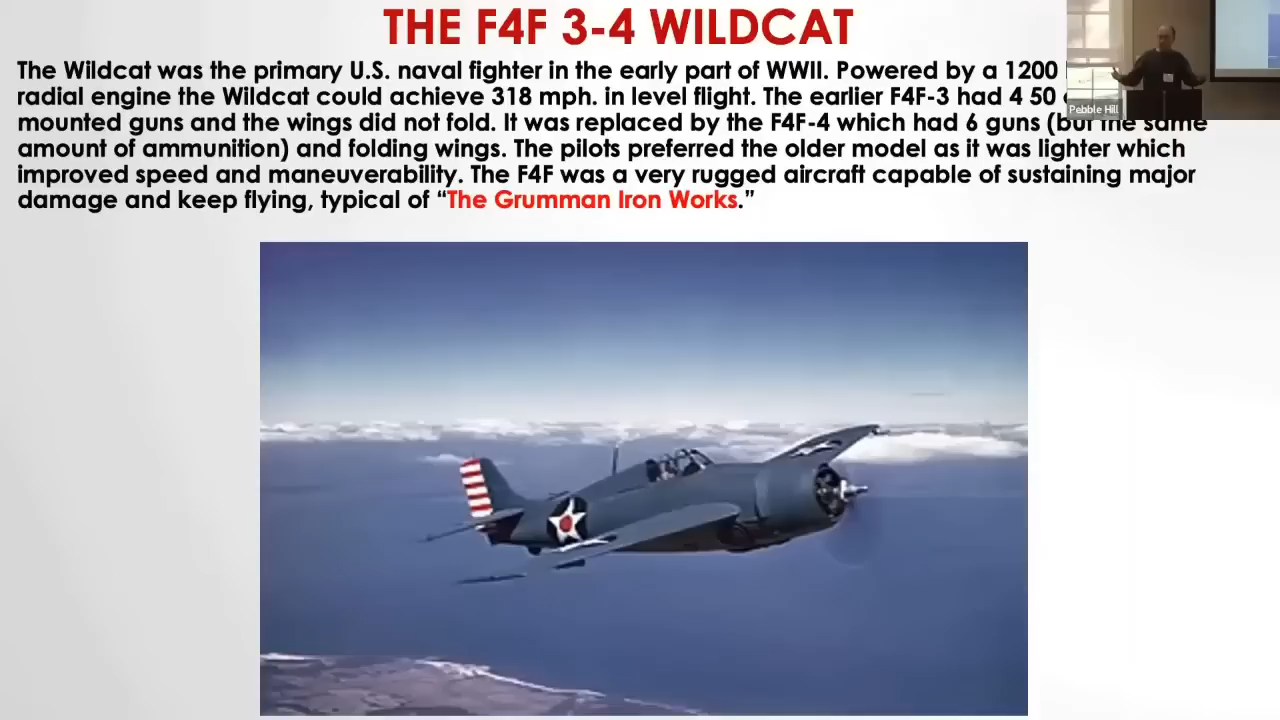 THE F4F 3-4 WILDCAT
The Wildcat was the primary U.S. naval fighter in the early part of WWII. Powered by a 1200
radial engine the Wildcat could achieve 318 mph. in level flight. The earlier F4F-3 had 4 50
mounted guns and the wings did not fold. It was replaced by the F4F-4 which had 6 guns (but the same
amount of ammunition) and folding wings. The pilots preferred the older model as it was lighter which
improved speed and maneuverability. The F4F was a very rugged aircraft capable of sustaining major
damage and keep flying, typical of “The Grumman Iron Works.”
Pebble Hill